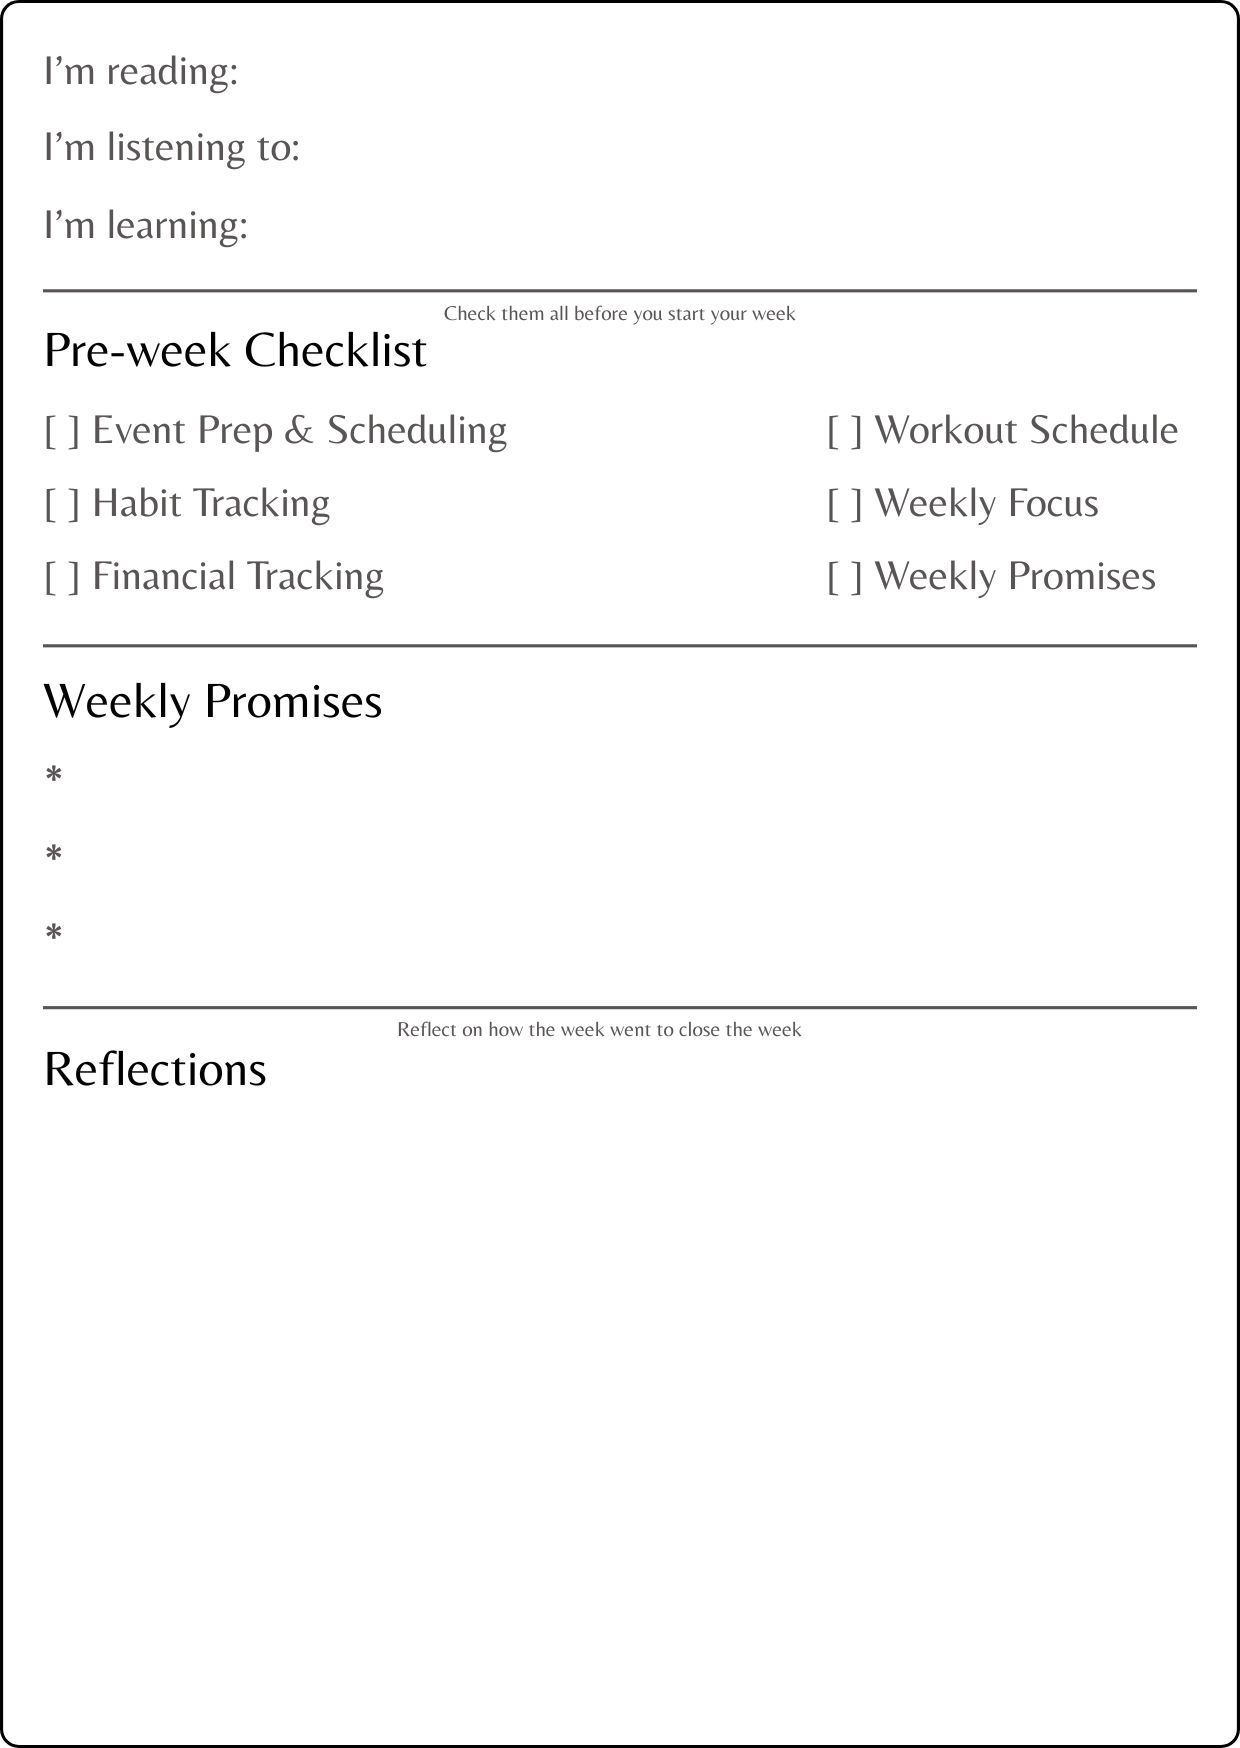 I’m reading:
I’m listening to:
I’m learning:
Check them all before you start your week
Pre-week Checklist
[ ] Event Prep & Scheduling
[ ] Workout Schedule
[ ] Habit Tracking
[ ] Weekly Focus
[ ] Financial Tracking
[ ] Weekly Promises
Weekly Promises
*
*
*
Reflect on how the week went to close the week
Reflections